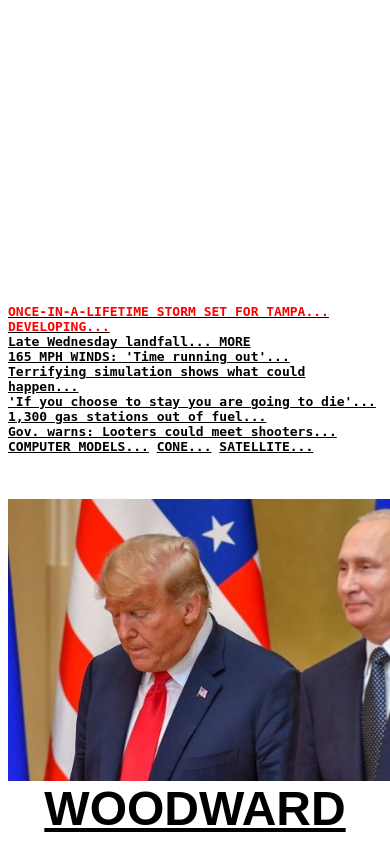 ONCE-IN-A-LIFETIME STORM SET FOR TAMPA...
DEVELOPING...
Late Wednesday landfall... MORE
165 MPH WINDS: 'Time running out'...
Terrifying simulation shows what could
happen...
'If you choose to stay you are going to die'...
1,300 gas stations out of fuel...
Gov. warns: Looters could meet shooters...
COMPUTER MODELS... CONE... SATELLITE...
WOODWARD